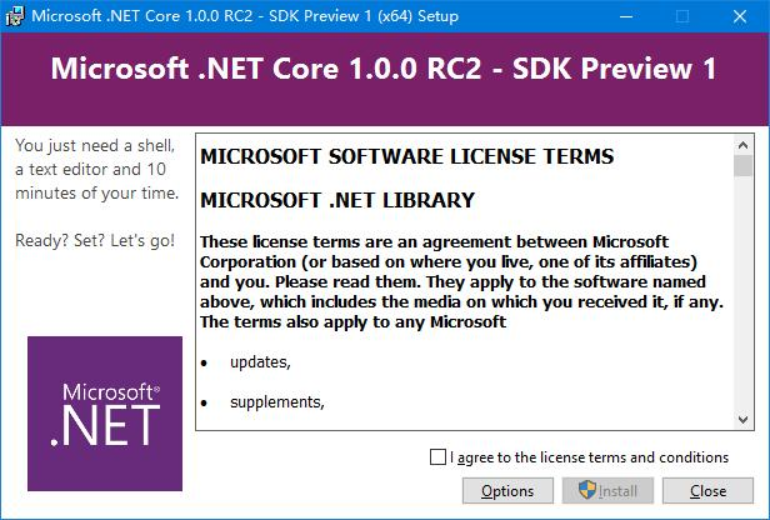 Microsoft .NET Core 1.0.0 RC2 - SDK Preview 1 (x64) Setup
Microsoft .NET Core 1.0.0 RC2 - SDK Preview 1
You just need a shell,
a text editor and 10
minutes of your time.
Ready? Set? Let's go!
MICROSOFT SOFTWARE LICENSE TERMS
MICROSOFT .NET LIBRARY
These license terms are an agreement between Microsoft
Corporation (or based on where you live, one of its affiliates)
and you. Please read them. They apply to the software named
above, which includes the media on which you received it, if any.
The terms also apply to any Microsoft
• updates,
• supplements,
Microsoft®
.NET
I agree to the license terms and conditions
Options
Install
Close